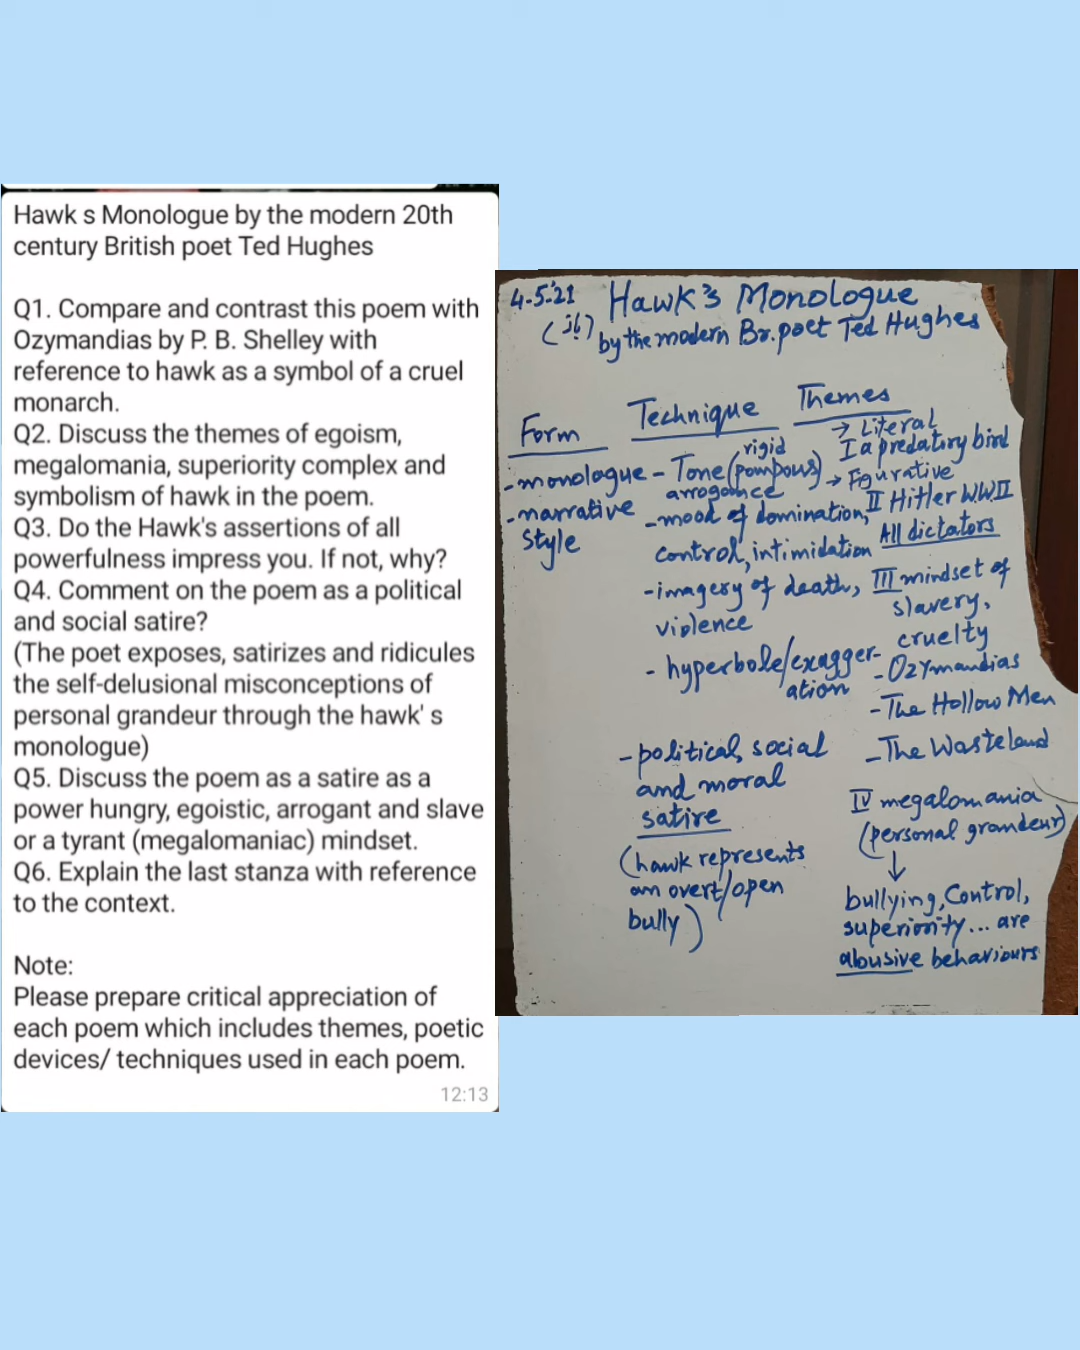 Hawk s Monologue by the modern 20th
century British poet Ted Hughes
Q1. Compare and contrast this poem with
Ozymandias by P. B. Shelley with
reference to hawk as a symbol of a cruel
monarch.
Q2. Discuss the themes of egoism,
megalomania, superiority complex and
symbolism of hawk in the poem.
Q3. Do the Hawk's assertions of all
powerfulness impress you. If not, why?
Q4. Comment on the poem as a political
and social satire?
(The poet exposes, satirizes and ridicules
the self-delusional misconceptions of
personal grandeur through the hawk' s
monologue)
Q5. Discuss the poem as a satire as a
power hungry, egoistic, arrogant and slave
or a tyrant (megalomaniac) mindset.
Q6. Explain the last stanza with reference
to the context.
Note:
Please prepare critical appreciation of
each poem which includes themes, poetic
devices/ techniques used in each poem.
12:13
4-5-'21 Hawk's Monologue
by the modern Br. poet Ted Hughes
Form
- monologue
- narrative
style
Technique
rigid
- Tone (pompous)
arrogance
- mood of domination,
control, intimidation
- imagery of death,
violence
- hyperbole/exagger-
ation
- political, social
and moral
satire
(hawk represents
an overt/open
bully)
Themes
→ Literal
I a predatory bird
→ Figurative
II Hitler W.W II
All dictators
III mindset of
slavery,
cruelty
- Ozymandias
- The Hollow Men
- The Wasteland
IV megalomania
(personal grandeur)
↓
bullying, Control,
superiority... are
abusive behaviours